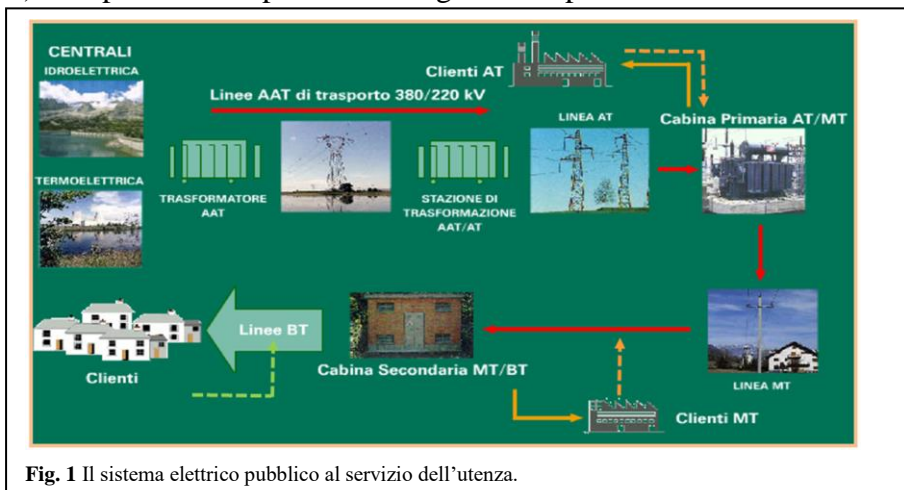 CENTRALI
IDROELETTRICA
TERMOELETTRICA
Linee AAT di trasporto 380/220 kV
TRASFORMATORE
AAT
STAZIONE DI
TRASFORMAZIONE
AAT/AT
Clienti AT
LINEA AT
Cabina Primaria AT/MT
Clienti
Linee BT
Cabina Secondaria MT/BT
Clienti MT
LINEA MT
Fig. 1 Il sistema elettrico pubblico al servizio dell’utenza.